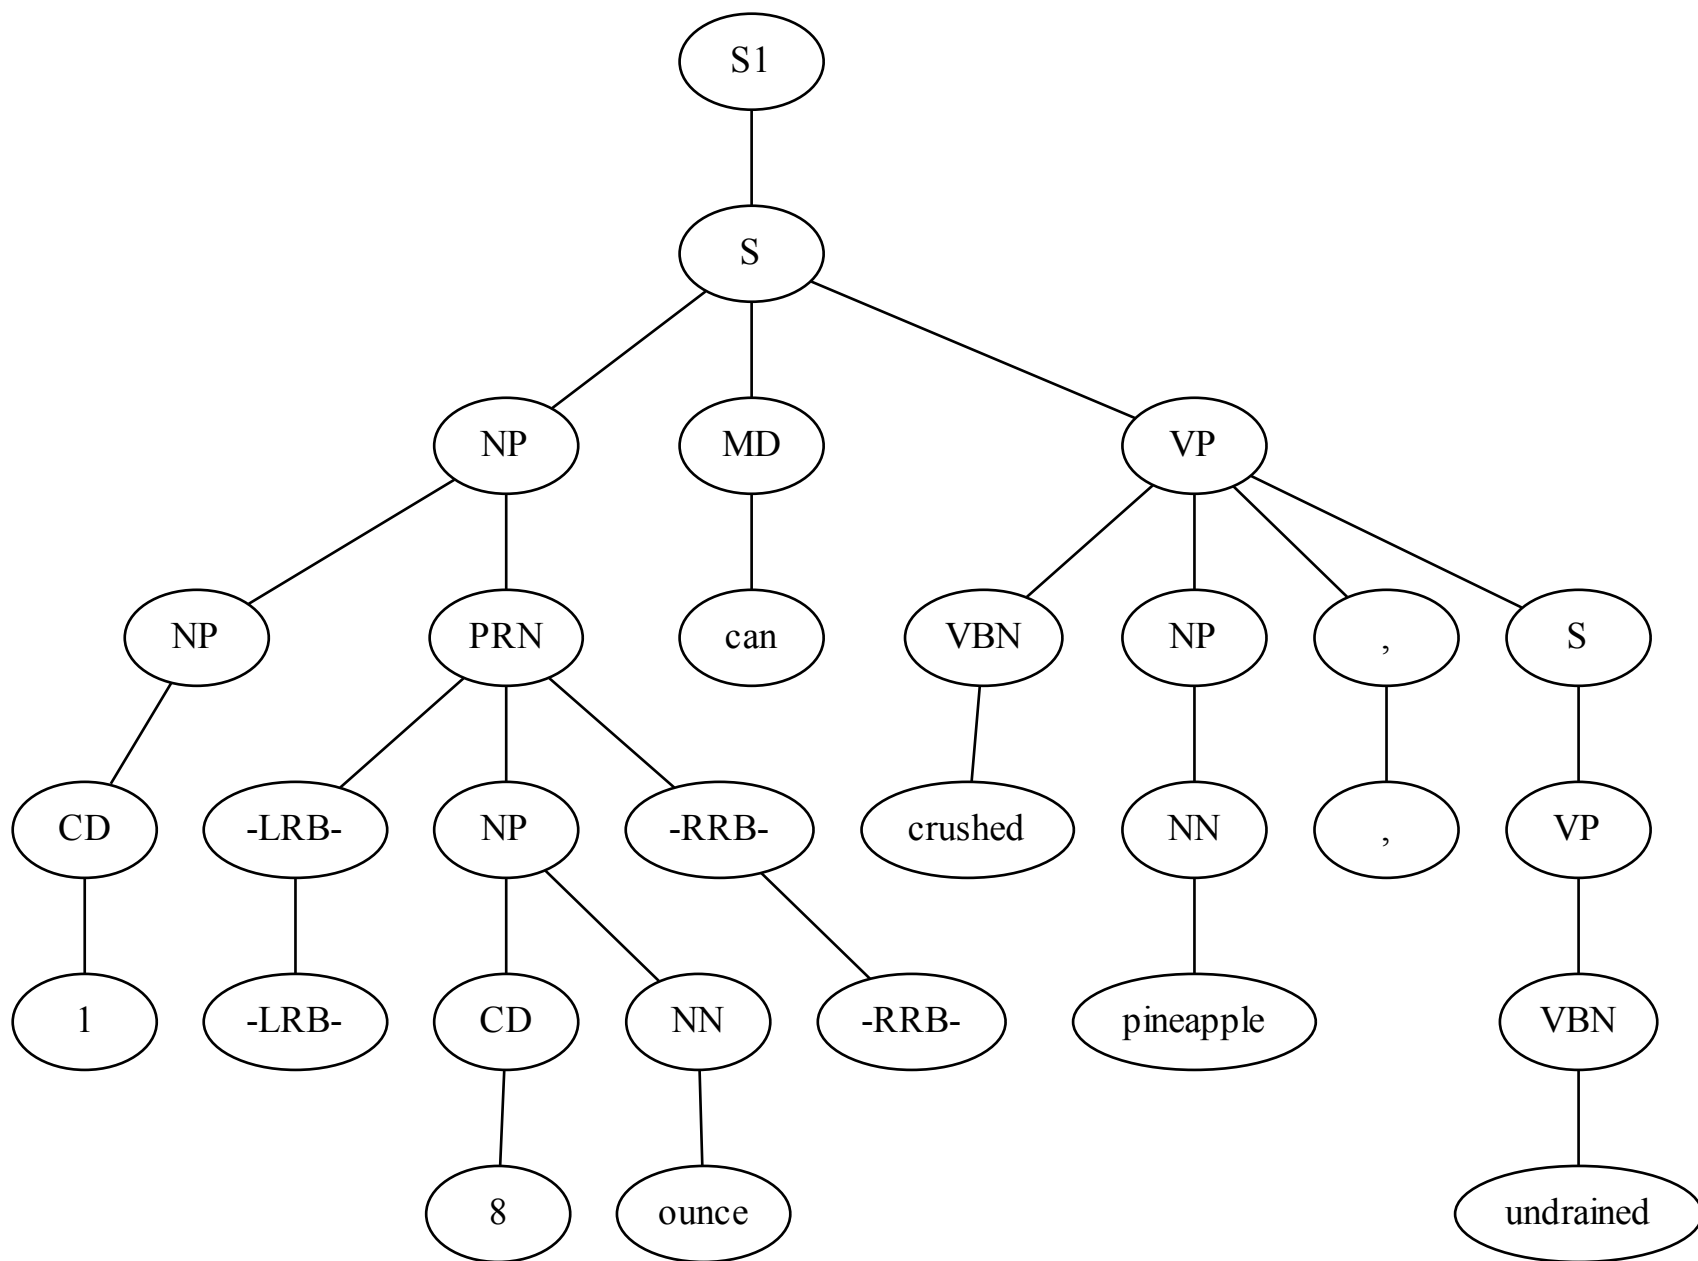 S1
S
NP MD VP
NP PRN can VBN NP , S
CD -LRB- NP -RRB- crushed NN , VP
1 -LRB- CD NN -RRB- pineapple VBN
8 ounce undrained